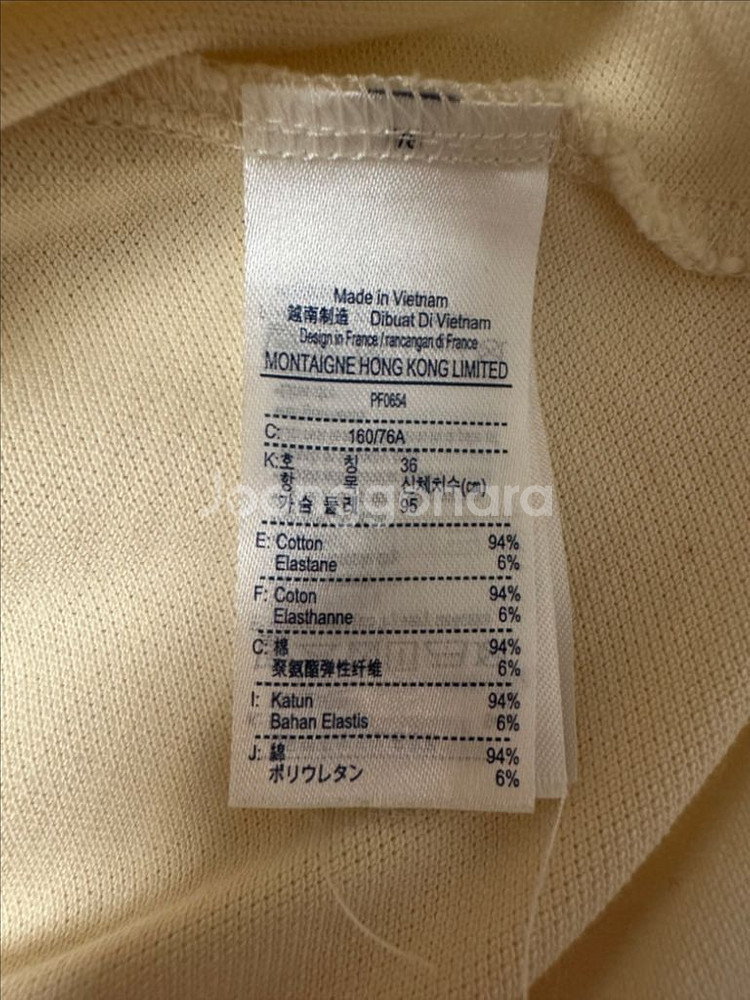 Made in Vietnam
越南制造 Dibuat Di Vietnam
Design in France / rancangan di France
MONTAIGNE HONG KONG LIMITED
PF0654
C: 160/76A
K:호 칭 36
항 목 신체치수(cm)
가슴 둘레 95
Joonggonara
E: Cotton 94%
Elastane 6%
F: Coton 94%
Elasthanne 6%
C: 棉 94%
聚氨酯弹性纤维 6%
I: Katun 94%
Bahan Elastis 6%
J: 綿 94%
ポリウレタン 6%